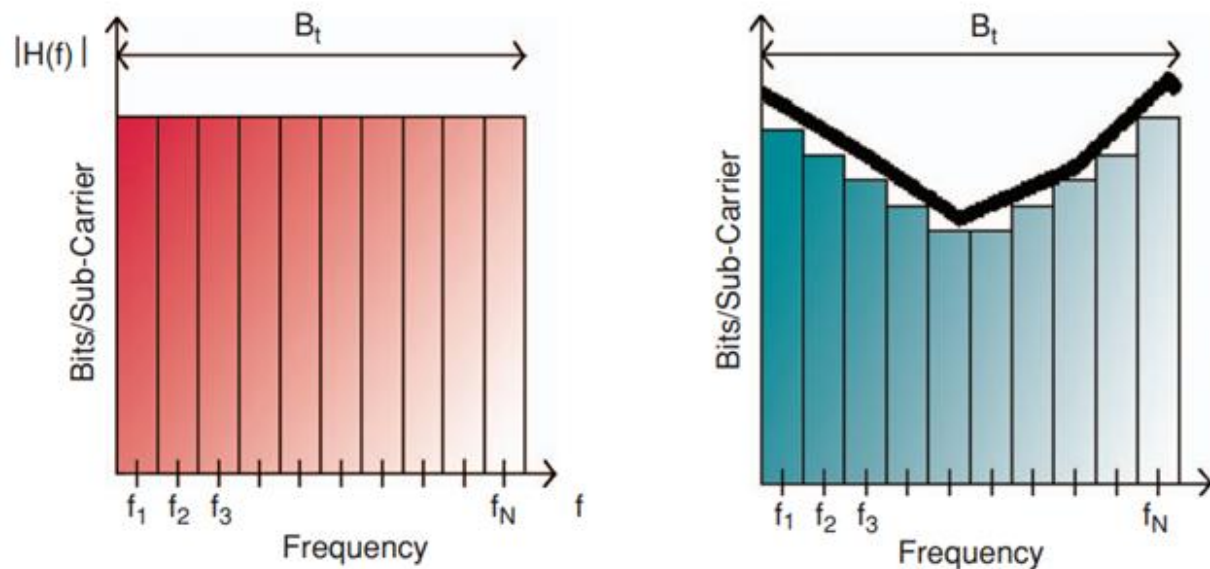 |H(f)|
B_t
Bits/Sub-Carrier
f_1 f_2 f_3 f_N f
Frequency
B_t
Bits/Sub-Carrier
f_1 f_2 f_3 f_N
Frequency